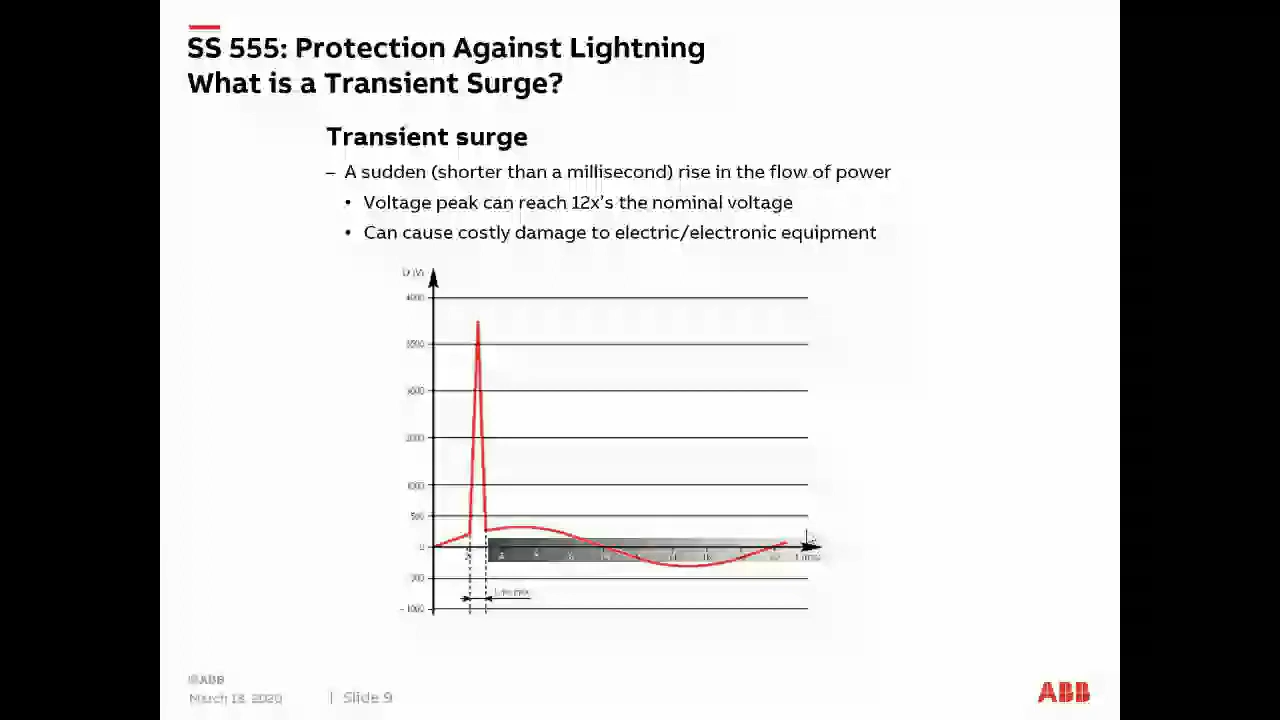 SS 555: Protection Against Lightning
What is a Transient Surge?
Transient surge
– A sudden (shorter than a millisecond) rise in the flow of power
• Voltage peak can reach 12x's the nominal voltage
• Can cause costly damage to electric/electronic equipment
4000
2000
1000
500
0
- 1000
©ABB
March 18, 2020
| Slide 9
ABB